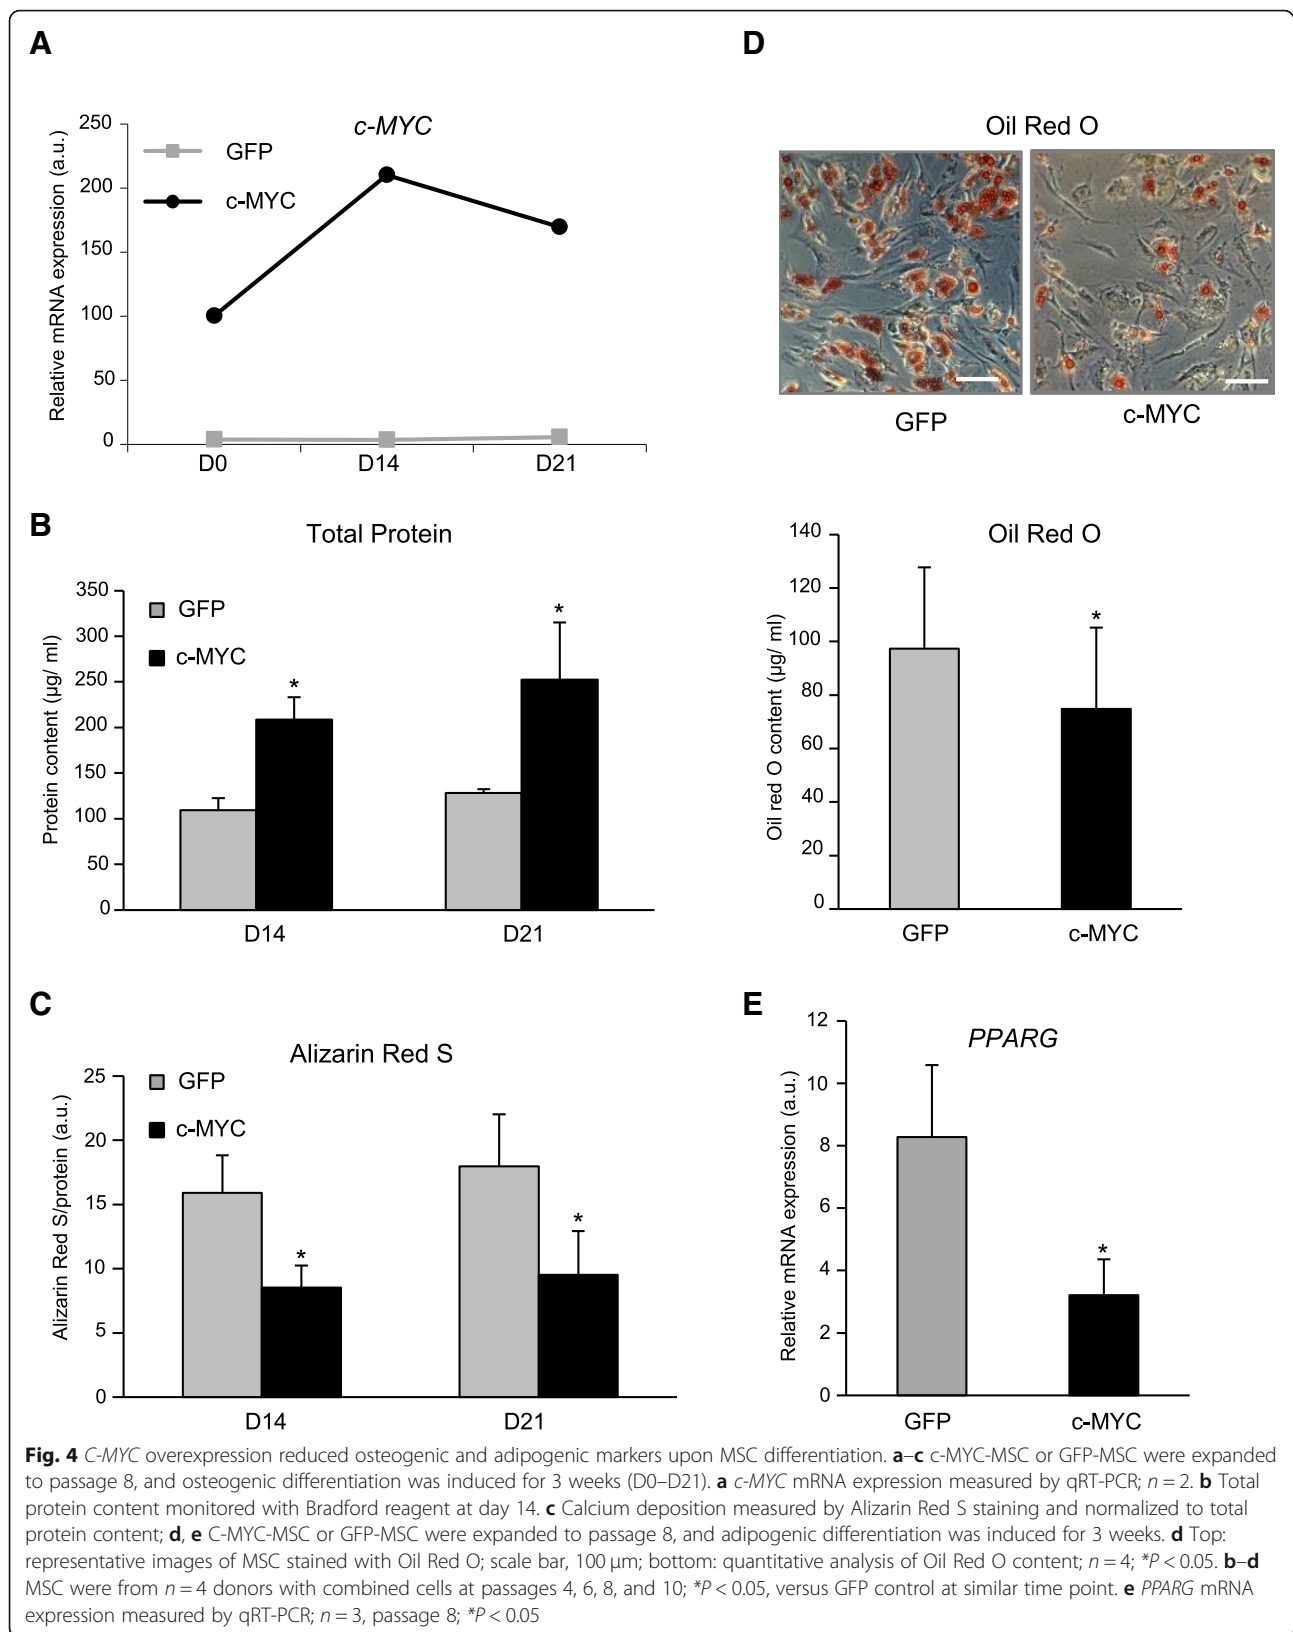 A
c-MYC
Relative mRNA expression (a.u.)
250
200
150
100
50
0
GFP
c-MYC
D0 D14 D21
D
Oil Red O
GFP c-MYC
B
Total Protein
Protein content (µg/ ml)
350
300
250
200
150
100
50
0
GFP
c-MYC
*
*
D14 D21
Oil Red O
Oil red O content (µg/ ml)
140
120
100
80
60
40
20
0
*
GFP c-MYC
C
Alizarin Red S
Alizarin Red S/protein (a.u.)
25
20
15
10
5
0
GFP
c-MYC
*
*
D14 D21
E
PPARG
Relative mRNA expression (a.u.)
12
10
8
6
4
2
0
*
GFP c-MYC
Fig. 4 C-MYC overexpression reduced osteogenic and adipogenic markers upon MSC differentiation. a–c c-MYC-MSC or GFP-MSC were expanded
to passage 8, and osteogenic differentiation was induced for 3 weeks (D0–D21). a c-MYC mRNA expression measured by qRT-PCR; n = 2. b Total
protein content monitored with Bradford reagent at day 14. c Calcium deposition measured by Alizarin Red S staining and normalized to total
protein content; d, e C-MYC-MSC or GFP-MSC were expanded to passage 8, and adipogenic differentiation was induced for 3 weeks. d Top:
representative images of MSC stained with Oil Red O; scale bar, 100 µm; bottom: quantitative analysis of Oil Red O content; n = 4; *P < 0.05. b–d
MSC were from n = 4 donors with combined cells at passages 4, 6, 8, and 10; *P < 0.05, versus GFP control at similar time point. e PPARG mRNA
expression measured by qRT-PCR; n = 3, passage 8; *P < 0.05